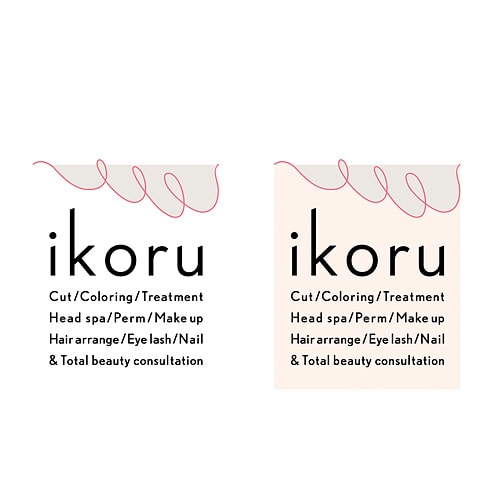 ikoru
Cut/Coloring/Treatment
Head spa/Perm/Make up
Hair arrange/Eye lash/Nail
& Total beauty consultation
ikoru
Cut/Coloring/Treatment
Head spa/Perm/Make up
Hair arrange/Eye lash/Nail
& Total beauty consultation